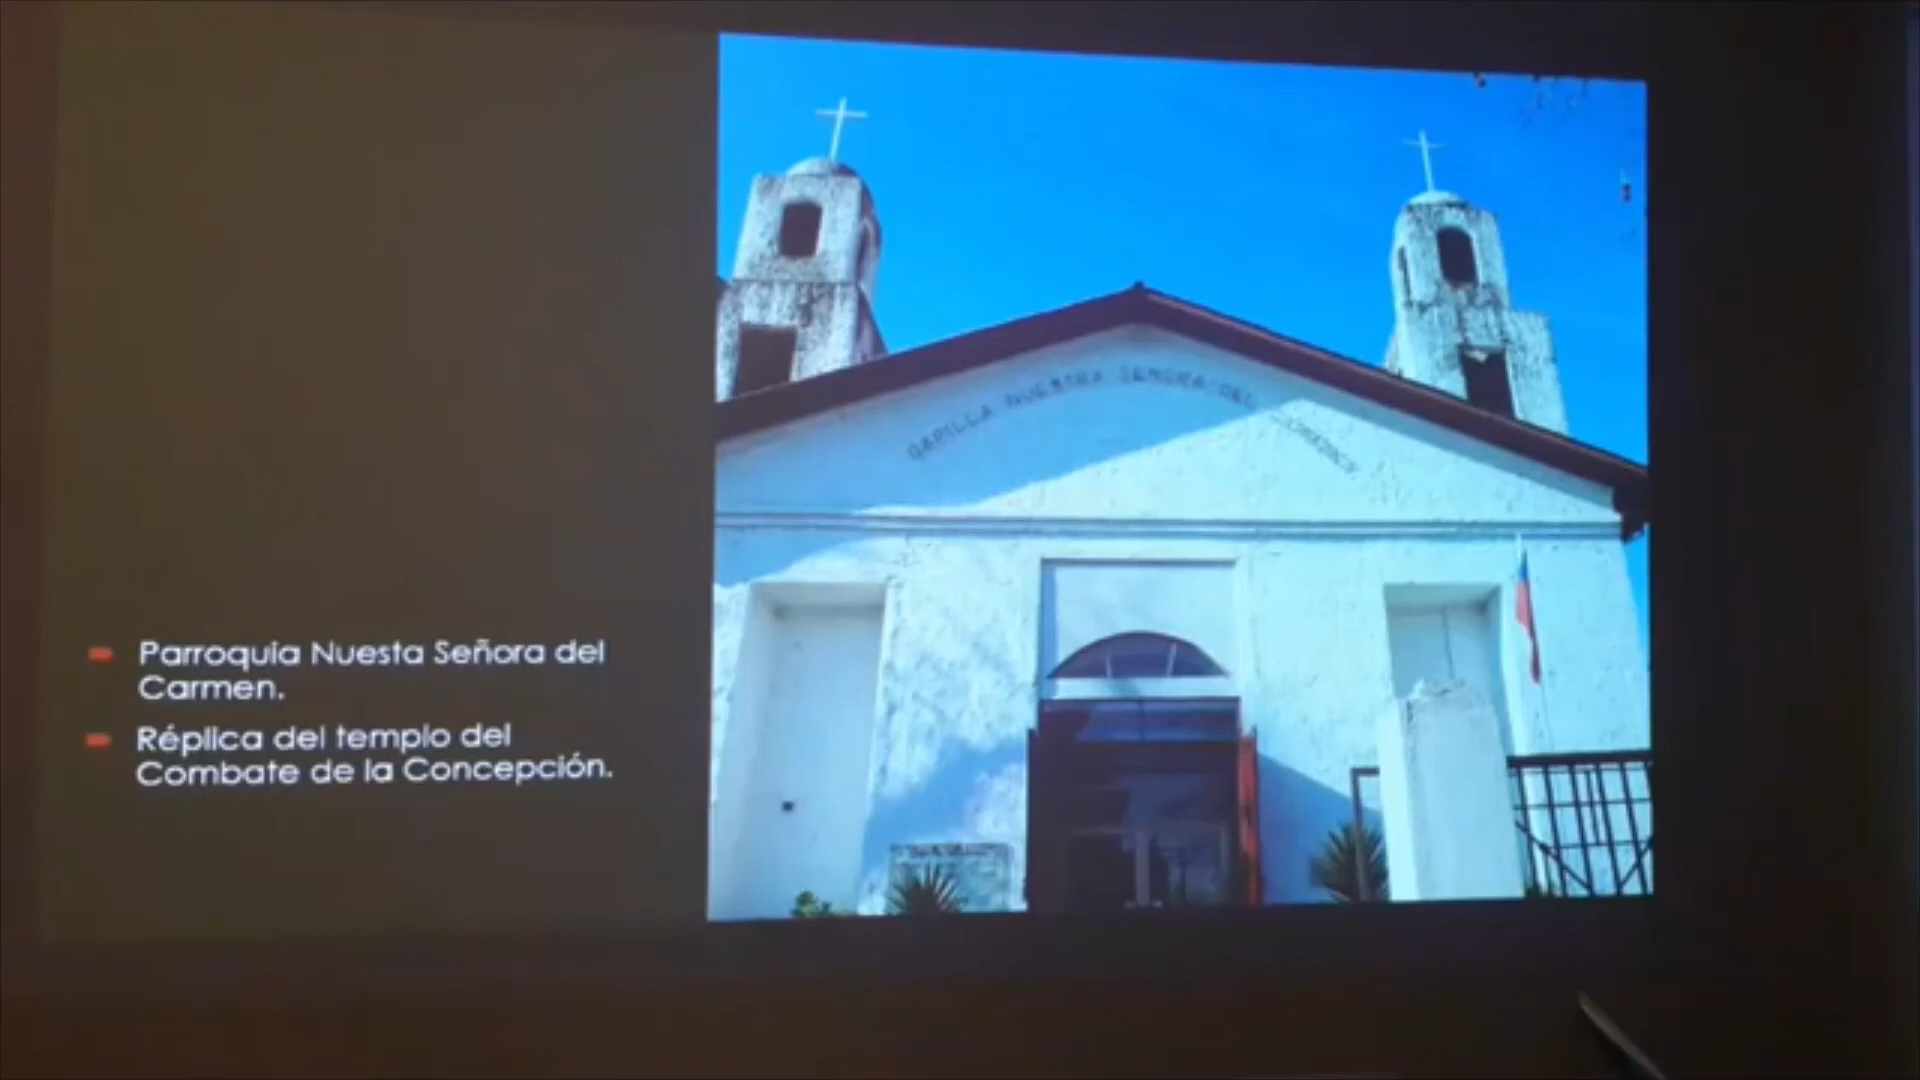 Parroquia Nuesta Señora del
Carmen.
Réplica del templo del
Combate de la Concepción.
CAPILLA NUESTRA SEÑORA DEL